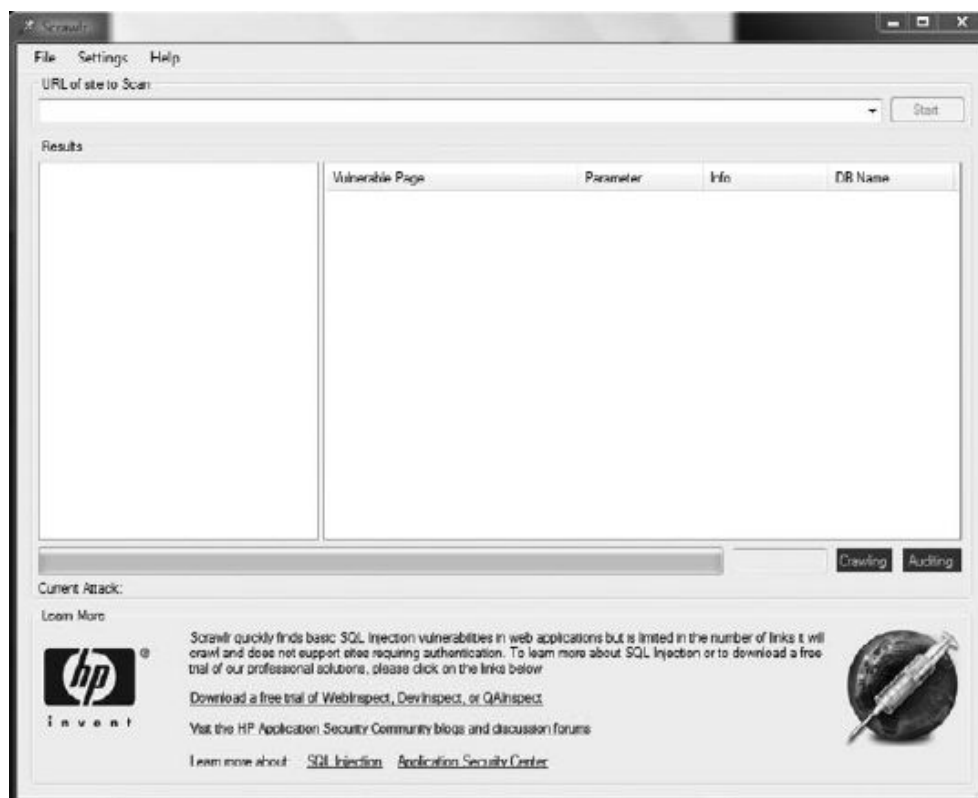 Scrawlr
File Settings Help
URL of site to Scan
Start
Results
Vulnerable Page Parameter Info DB Name
Crawling Auditing
Current Attack:
Learn More
hp ®
invent
Scrawlr quickly finds basic SQL Injection vulnerabilities in web applications but is limited in the number of links it will
crawl and does not support sites requiring authentication. To learn more about SQL Injection or to download a free
trial of our professional solutions, please click on the links below
Download a free trial of WebInspect, DevInspect, or QAInspect
Visit the HP Application Security Community blogs and discussion forums
Learn more about: SQL Injection Application Security Center